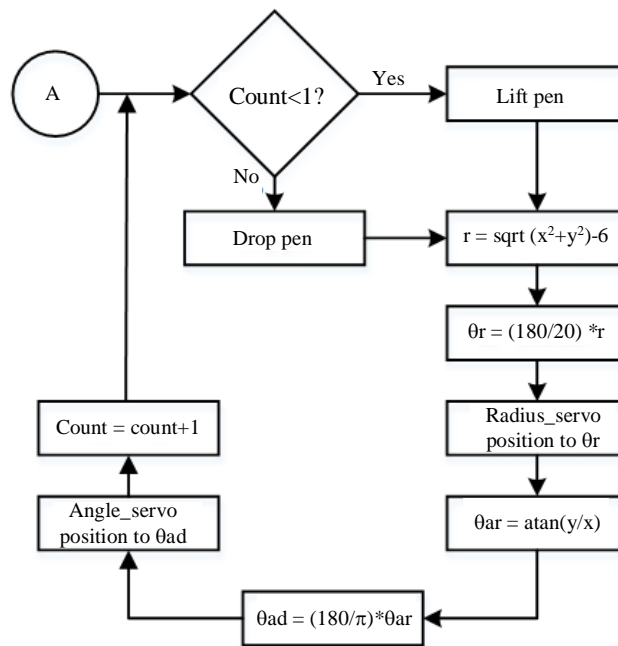 A
Count<1?
Yes
Lift pen
No
Drop pen
r = sqrt (x²+y²)-6
θr = (180/20) *r
Radius_servo
position to θr
θar = atan(y/x)
θad = (180/π)*θar
Angle_servo
position to θad
Count = count+1